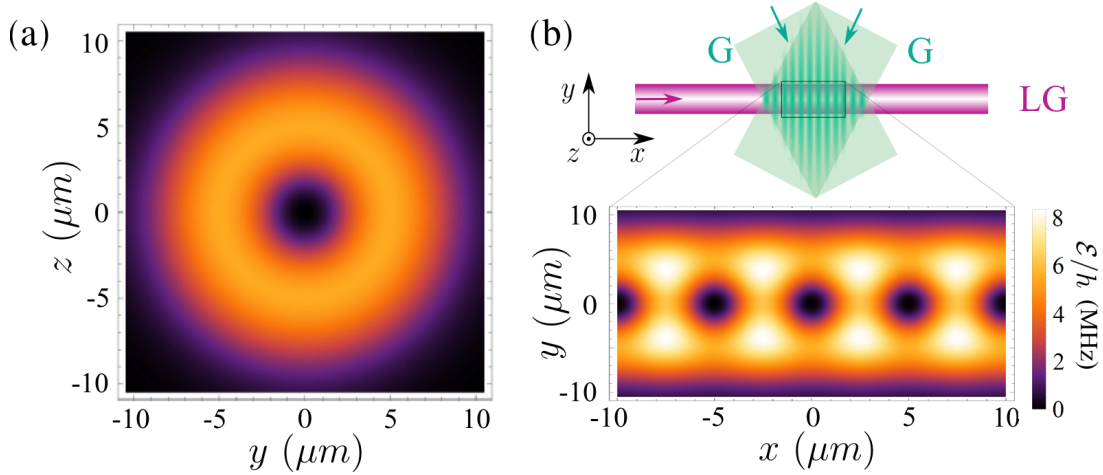 (a)
10
5
0
-5
-10
z (μm)
-10 -5 0 5 10
y (μm)
(b)
G G
LG
y
z x
10
0
-10
y (μm)
-10 -5 0 5 10
x (μm)
8
6
4
2
0
ℰ/h (MHz)